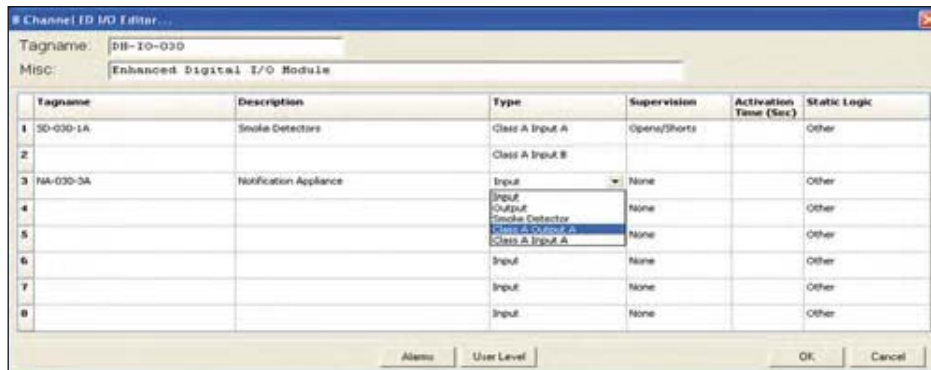 8 Channel ED I/O Editor...
Tagname: DH-IO-030
Misc: Enhanced Digital I/O Module
Tagname Description Type Supervision Activation Time (Sec) Static Logic
1 SD-030-1A Smoke Detectors Class A Input A Opens/Shorts Other
2 Class A Input B
3 NA-030-3A Notification Appliance Input None Other
Input
4 Output None Other
Smoke Detector
Class A Output A
5 Class A Input A None Other
6 Input None Other
7 Input None Other
8 Input None Other
Alarms User Level OK Cancel